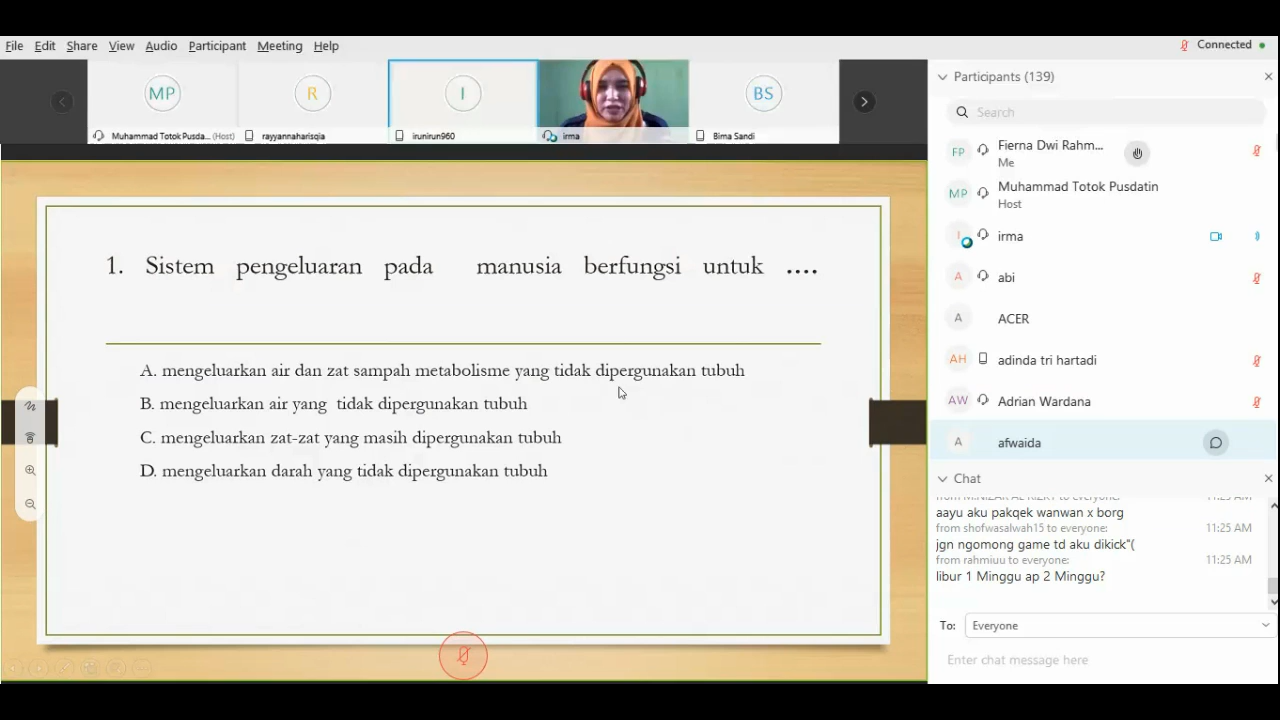 File Edit Share View Audio Participant Meeting Help
Connected
MP
R
I
BS
Muhammad Totok Pusda... (Host)
rayyannaharisqia
irunirun960
irma
Bima Sandi
1. Sistem pengeluaran pada manusia berfungsi untuk ....
A. mengeluarkan air dan zat sampah metabolisme yang tidak dipergunakan tubuh
B. mengeluarkan air yang tidak dipergunakan tubuh
C. mengeluarkan zat-zat yang masih dipergunakan tubuh
D. mengeluarkan darah yang tidak dipergunakan tubuh
Participants (139)
Search
FP Fierna Dwi Rahm...
Me
MP Muhammad Totok Pusdatin
Host
I irma
A abi
A ACER
AH adinda tri hartadi
AW Adrian Wardana
A afwaida
Chat
to everyone: 11:25 AM
aayu aku pakqek wanwan x borg
from shofwasalwah15 to everyone: 11:25 AM
jgn ngomong game td aku dikick"(
from rahmiuu to everyone: 11:25 AM
libur 1 Minggu ap 2 Minggu?
To: Everyone
Enter chat message here